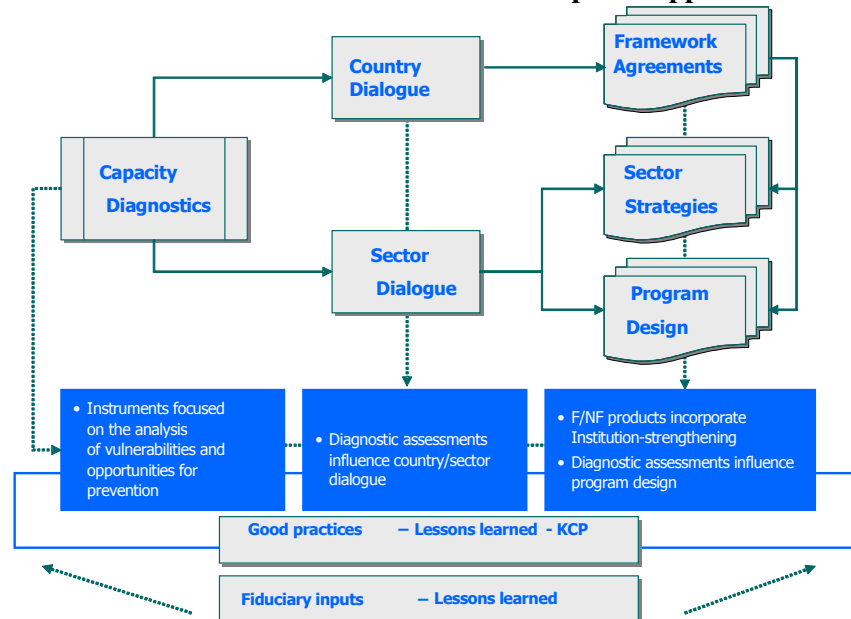 Framework
Agreements
Country
Dialogue
Capacity
Diagnostics
Sector
Strategies
Sector
Dialogue
Program
Design
• Instruments focused
on the analysis
of vulnerabilities and
opportunities for
prevention
• Diagnostic assessments
influence country/sector
dialogue
• F/NF products incorporate
Institution-strengthening
• Diagnostic assessments influence
program design
Good practices – Lessons learned - KCP
Fiduciary inputs – Lessons learned